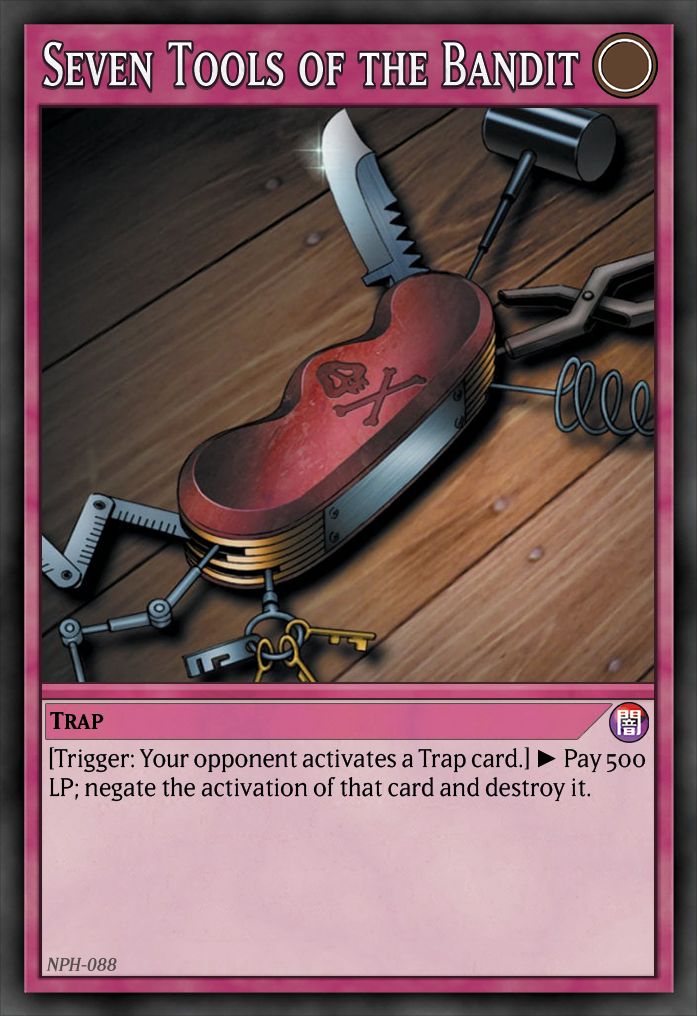 Seven Tools of the Bandit
Trap
闇
[Trigger: Your opponent activates a Trap card.] ► Pay 500
LP; negate the activation of that card and destroy it.
NPH-088